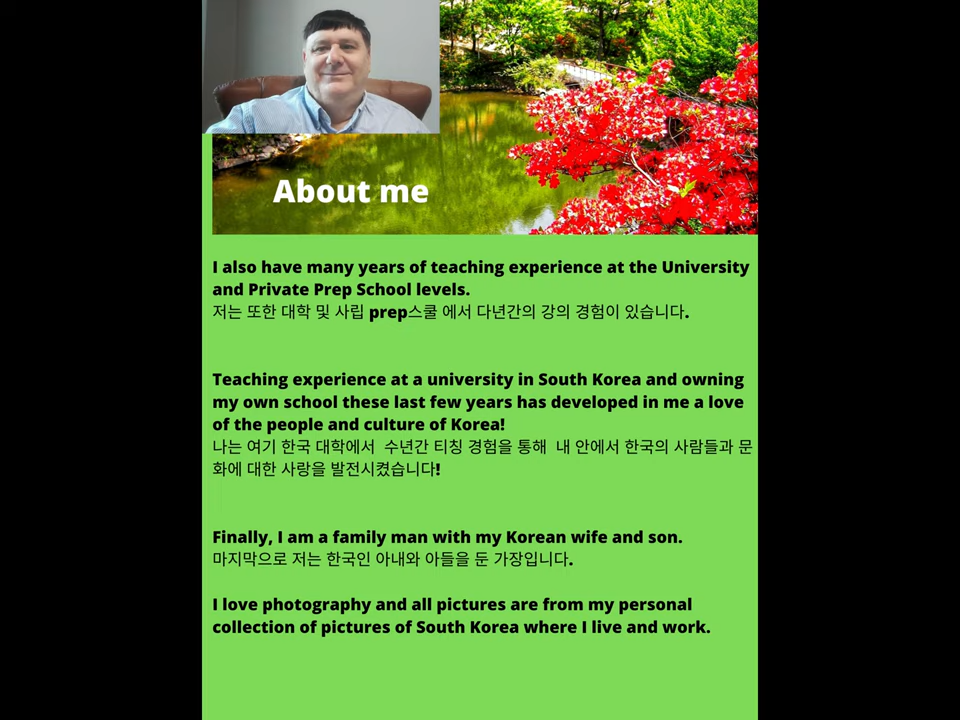 About me
I also have many years of teaching experience at the University
and Private Prep School levels.
저는 또한 대학 및 사립 prep스쿨 에서 다년간의 강의 경험이 있습니다.
Teaching experience at a university in South Korea and owning
my own school these last few years has developed in me a love
of the people and culture of Korea!
나는 여기 한국 대학에서 수년간 티칭 경험을 통해 내 안에서 한국의 사람들과 문
화에 대한 사랑을 발전시켰습니다!
Finally, I am a family man with my Korean wife and son.
마지막으로 저는 한국인 아내와 아들을 둔 가장입니다.
I love photography and all pictures are from my personal
collection of pictures of South Korea where I live and work.